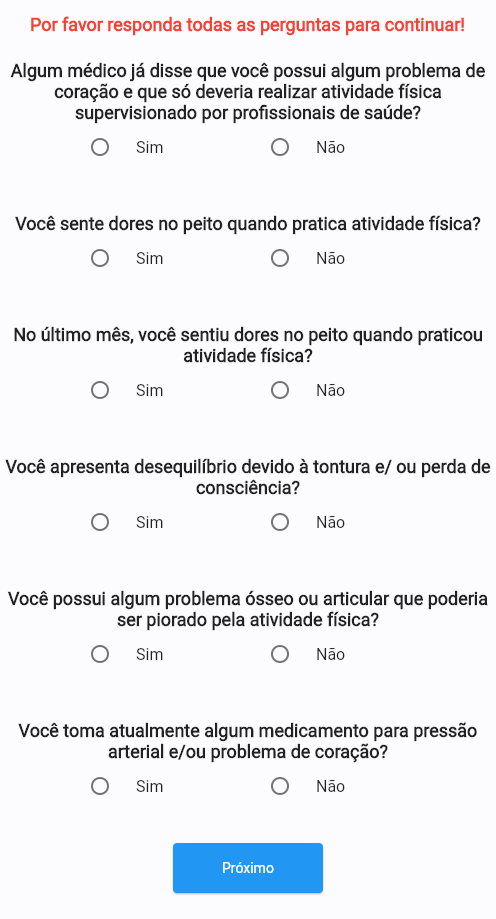 Por favor responda todas as perguntas para continuar!
Algum médico já disse que você possui algum problema de
coração e que só deveria realizar atividade física
supervisionado por profissionais de saúde?
Sim Não
Você sente dores no peito quando pratica atividade física?
Sim Não
No último mês, você sentiu dores no peito quando praticou
atividade física?
Sim Não
Você apresenta desequilíbrio devido à tontura e/ ou perda de
consciência?
Sim Não
Você possui algum problema ósseo ou articular que poderia
ser piorado pela atividade física?
Sim Não
Você toma atualmente algum medicamento para pressão
arterial e/ou problema de coração?
Sim Não
Próximo